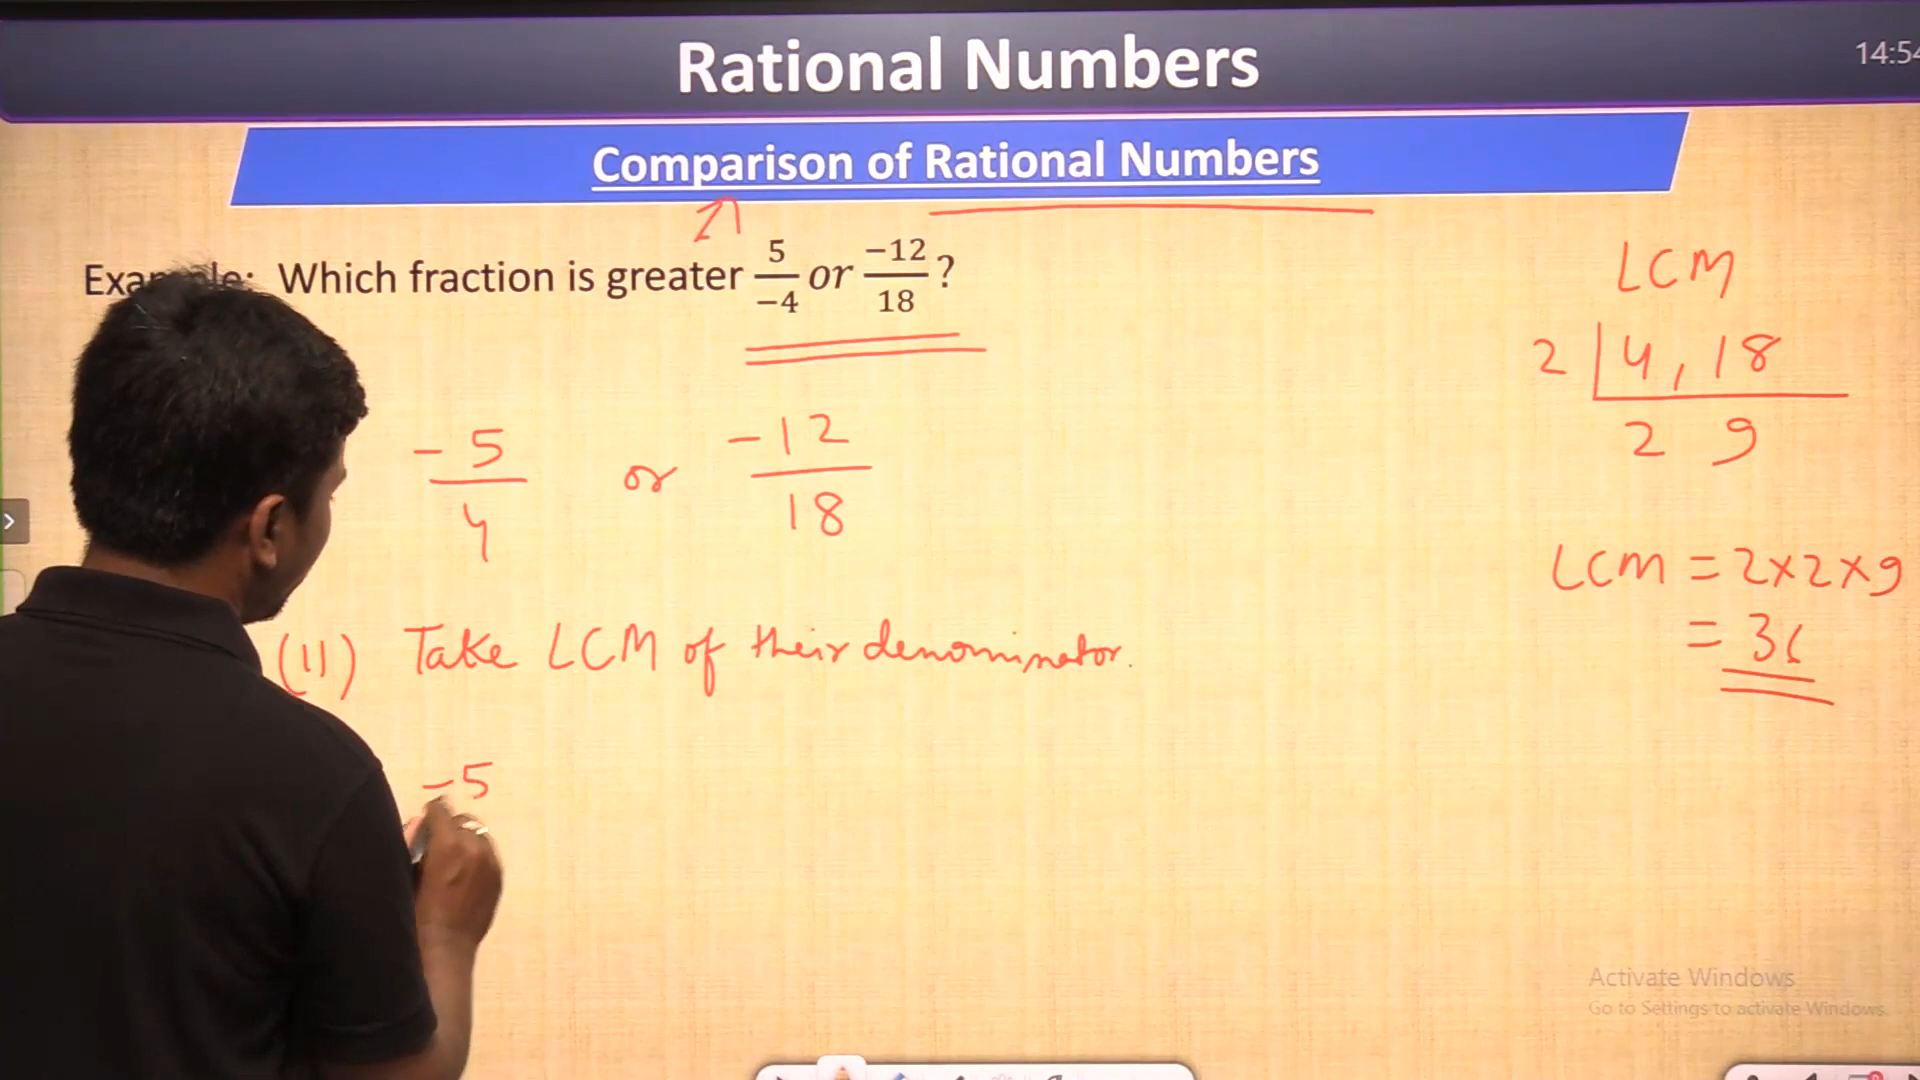 Rational Numbers
14:54
Comparison of Rational Numbers
Example: Which fraction is greater 5/-4 or -12/18?
-5/4 or -12/18
(11) Take LCM of their denominator.
-5
LCM
2 | 4, 18
2 9
LCM = 2×2×9
= 36
Activate Windows
Go to Settings to activate Windows.